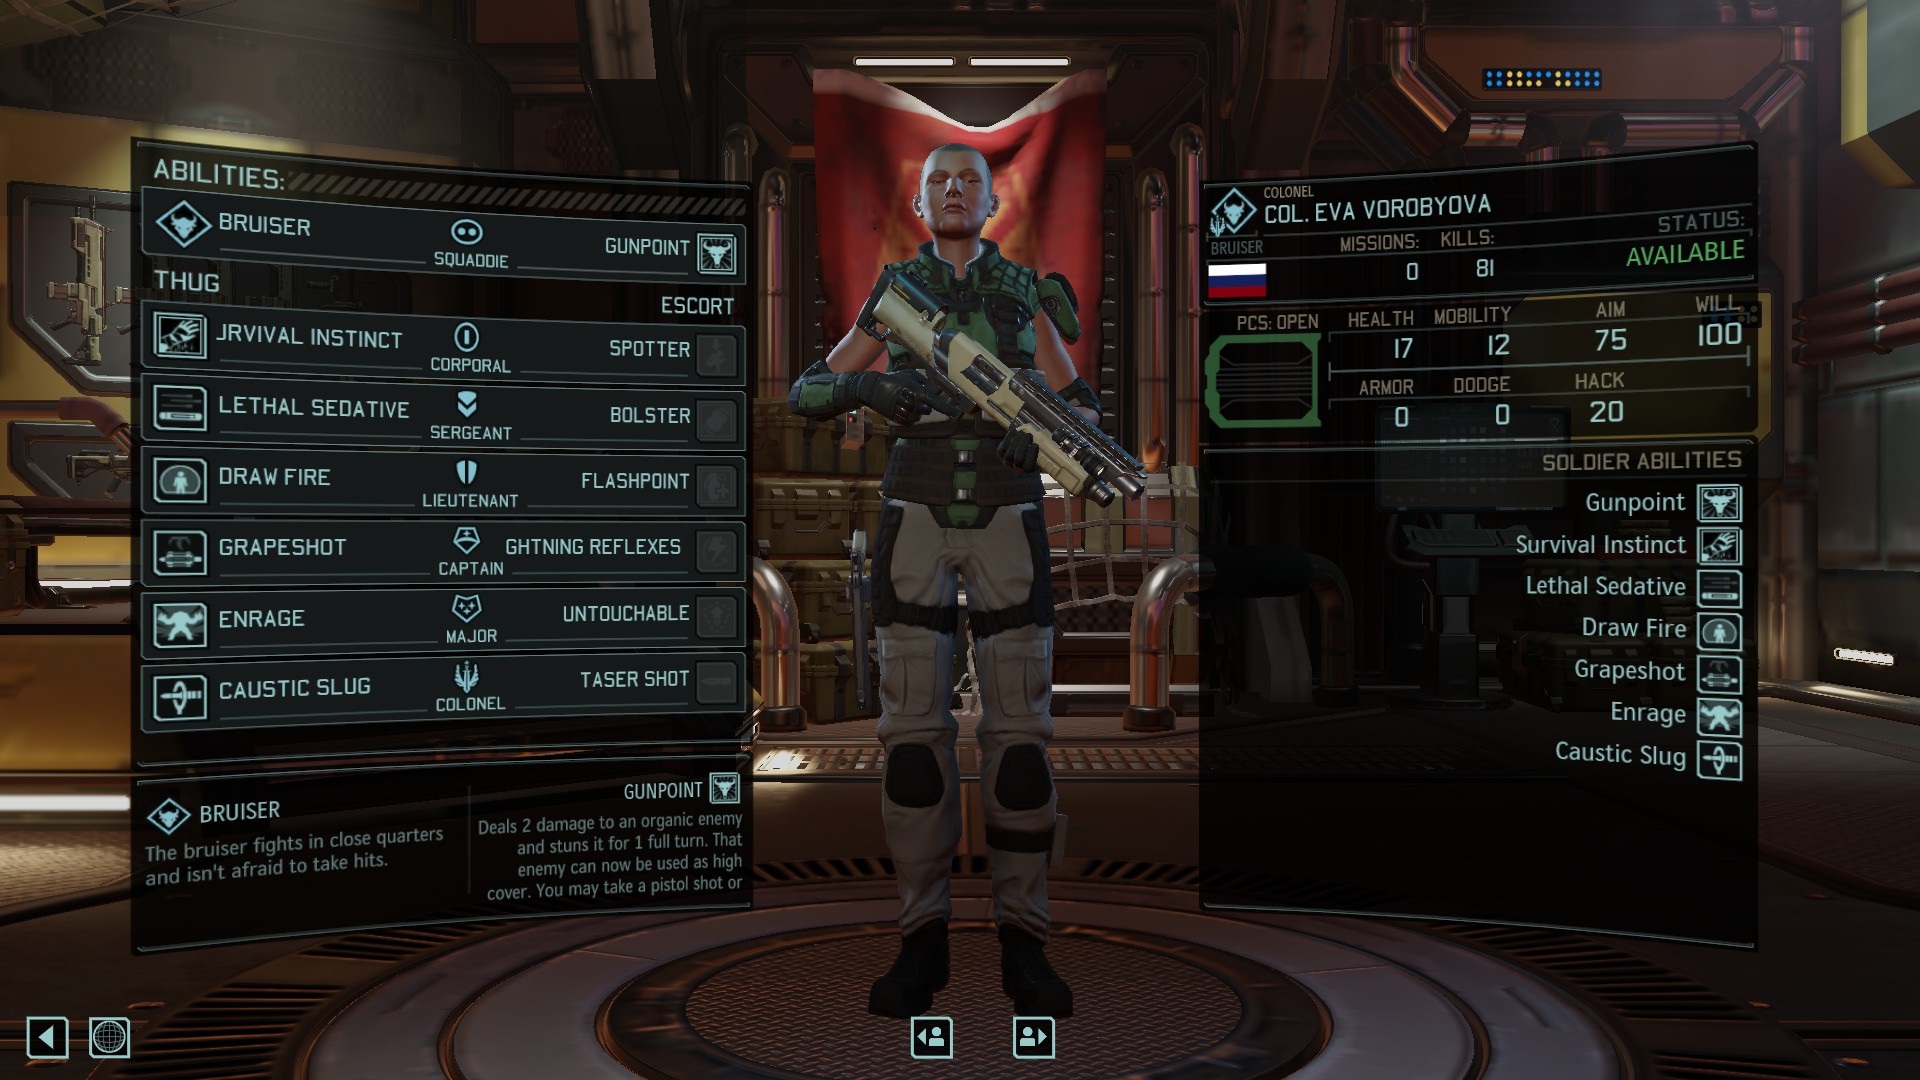 ABILITIES:
BRUISER
SQUADDIE
GUNPOINT
THUG
ESCORT
JRVIVAL INSTINCT
CORPORAL
SPOTTER
LETHAL SEDATIVE
SERGEANT
BOLSTER
DRAW FIRE
LIEUTENANT
FLASHPOINT
GRAPESHOT
CAPTAIN
GHTNING REFLEXES
ENRAGE
MAJOR
UNTOUCHABLE
CAUSTIC SLUG
COLONEL
TASER SHOT
BRUISER
The bruiser fights in close quarters
and isn't afraid to take hits.
GUNPOINT
Deals 2 damage to an organic enemy
and stuns it for 1 full turn. That
enemy can now be used as high
cover. You may take a pistol shot or
COLONEL
COL. EVA VOROBYOVA
BRUISER
MISSIONS: KILLS:
0 81
STATUS:
AVAILABLE
PCS: OPEN
HEALTH MOBILITY AIM WILL
17 12 75 100
ARMOR DODGE HACK
0 0 20
SOLDIER ABILITIES
Gunpoint
Survival Instinct
Lethal Sedative
Draw Fire
Grapeshot
Enrage
Caustic Slug